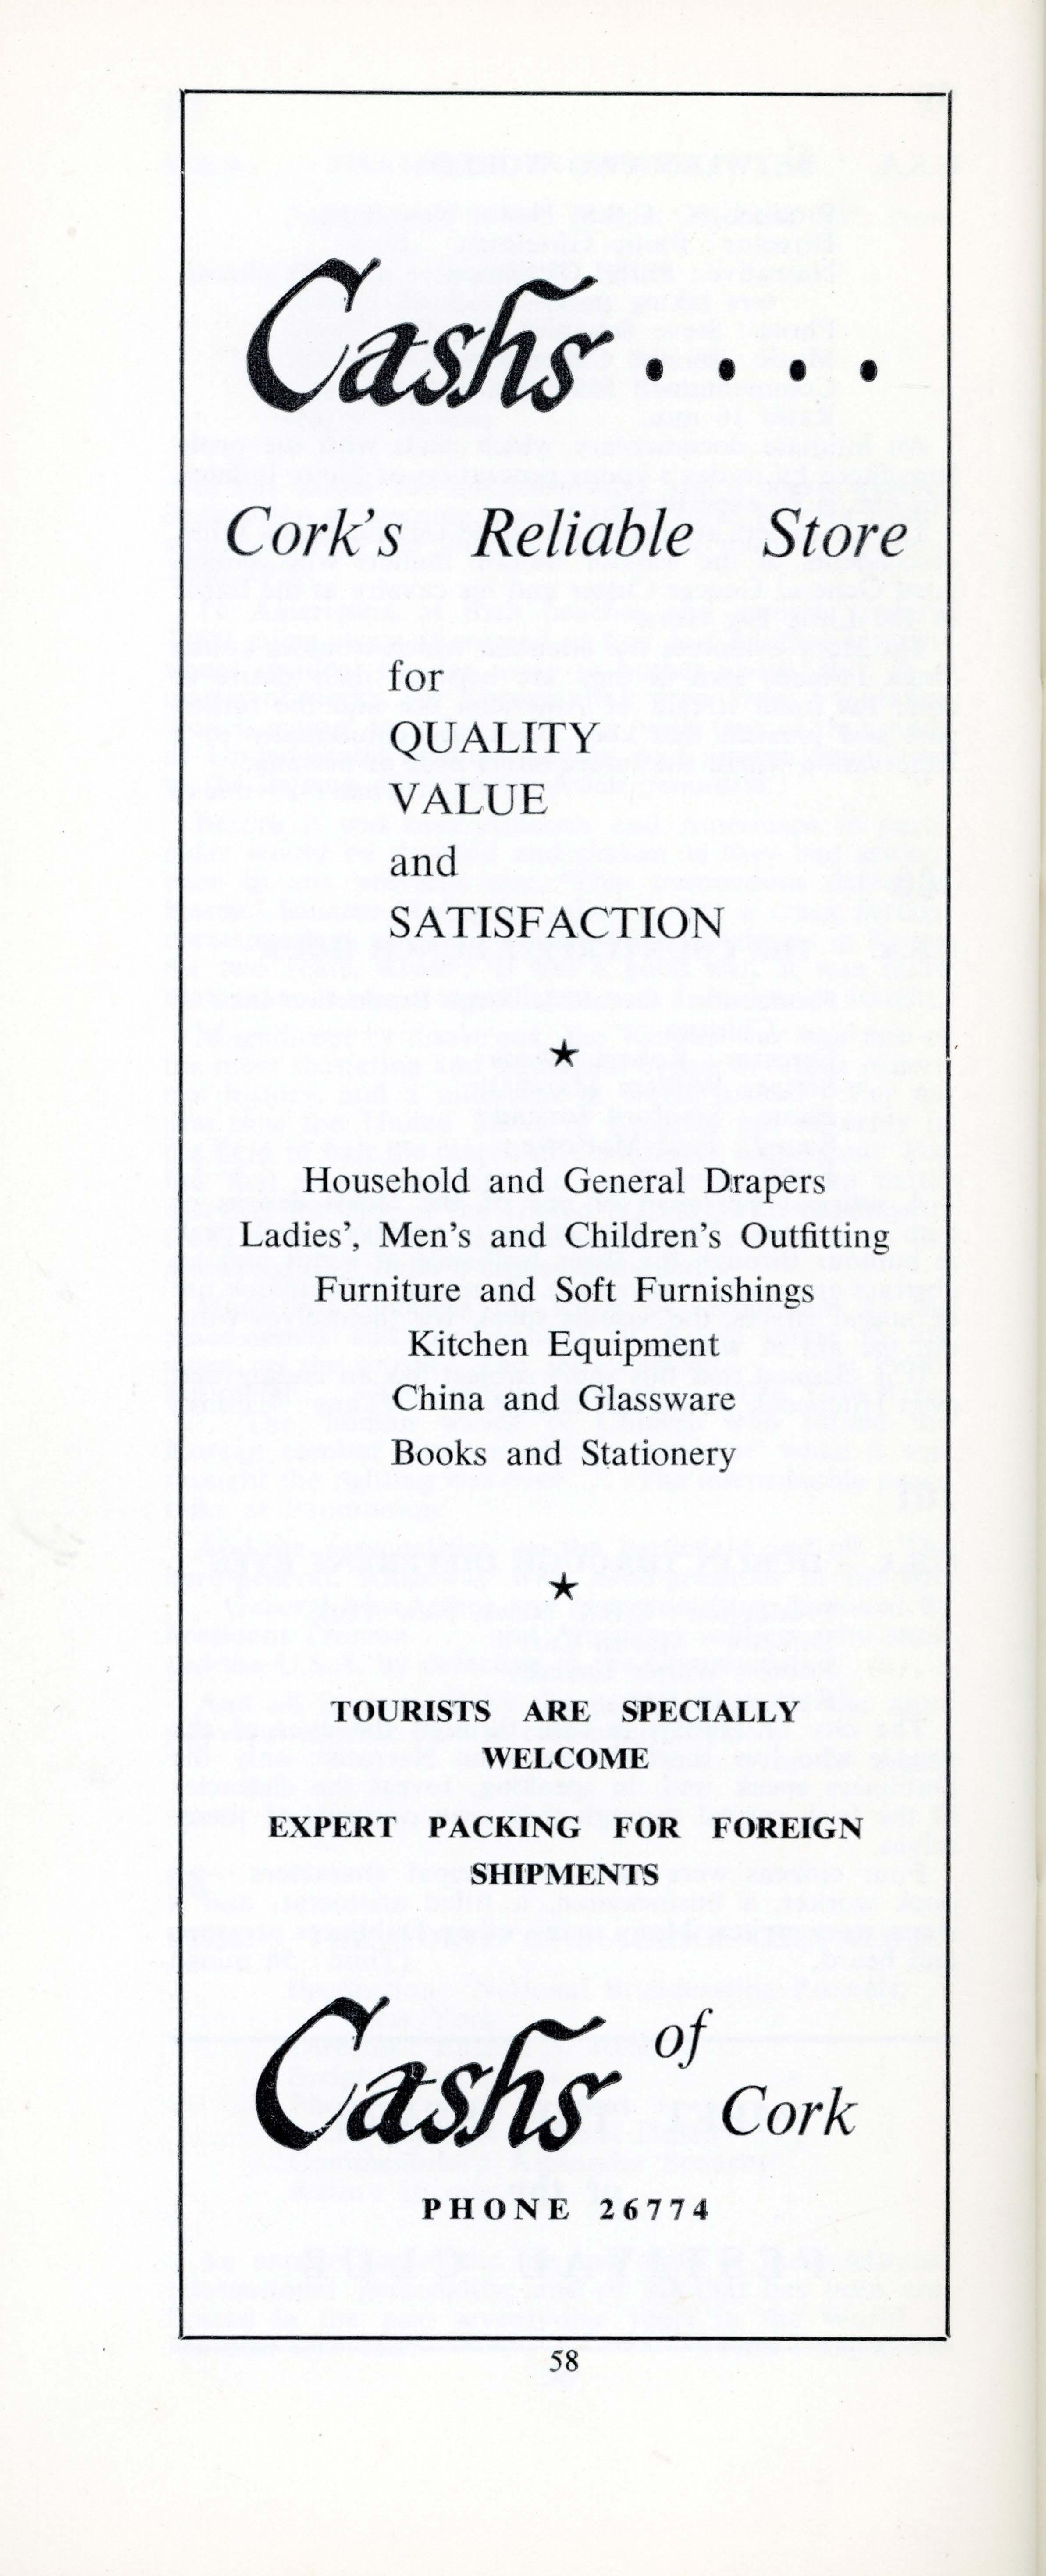 Cashs . . . .
Cork's Reliable Store
for
QUALITY
VALUE
and
SATISFACTION
★
Household and General Drapers
Ladies', Men's and Children's Outfitting
Furniture and Soft Furnishings
Kitchen Equipment
China and Glassware
Books and Stationery
★
TOURISTS ARE SPECIALLY
WELCOME
EXPERT PACKING FOR FOREIGN
SHIPMENTS
Cashs of
Cork
PHONE 26774
58